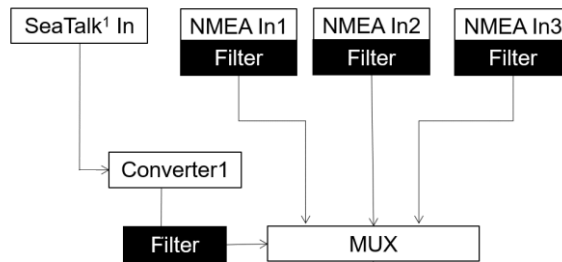 SeaTalk¹ In
NMEA In1
Filter
NMEA In2
Filter
NMEA In3
Filter
Converter1
Filter
MUX